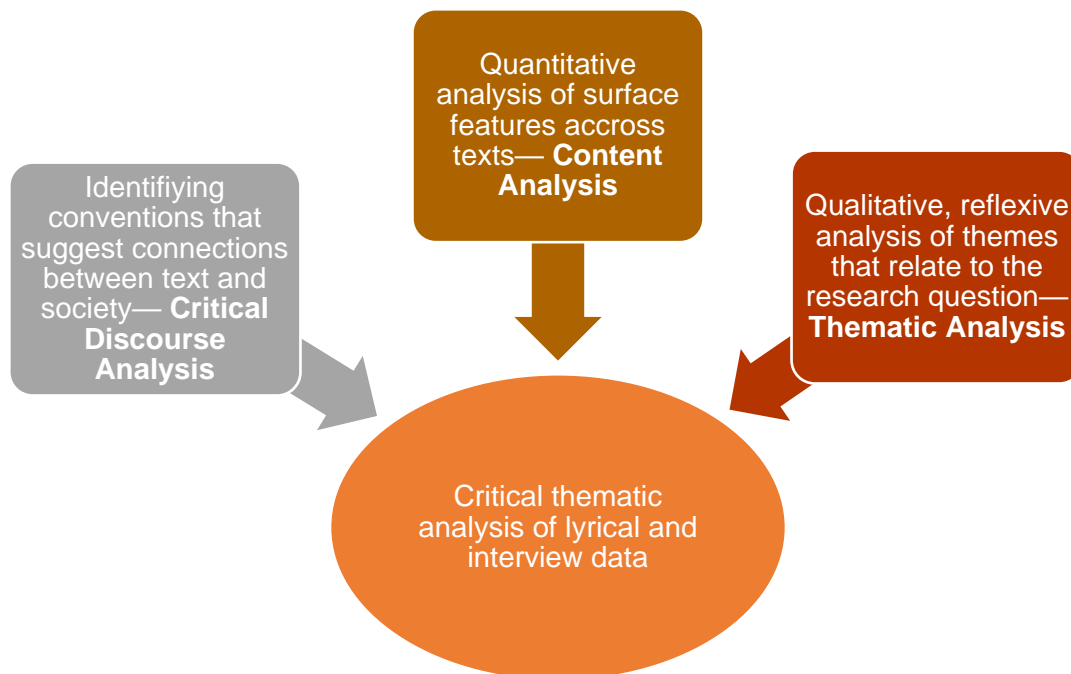 Quantitative
analysis of surface
features accross
texts— Content
Analysis
Identifiying
conventions that
suggest connections
between text and
society— Critical
Discourse
Analysis
Qualitative, reflexive
analysis of themes
that relate to the
research question—
Thematic Analysis
Critical thematic
analysis of lyrical and
interview data